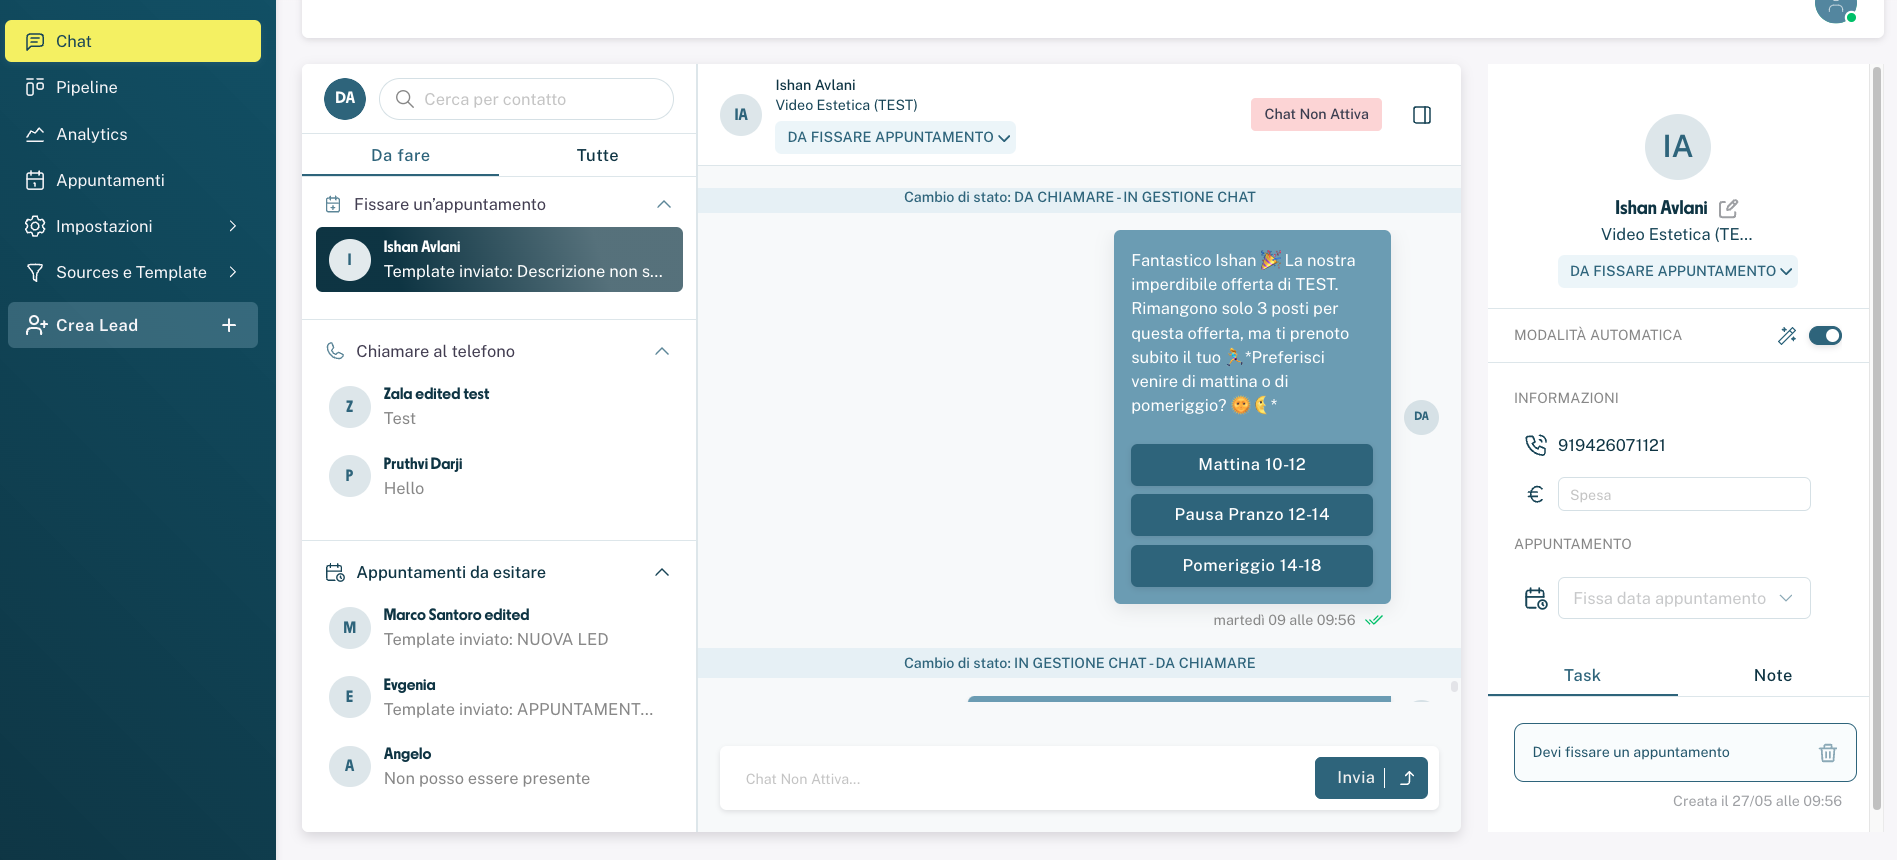 Chat
Pipeline
Analytics
Appuntamenti
Impostazioni
Sources e Template
Crea Lead
DA
Cerca per contatto
Da fare
Tutte
Fissare un'appuntamento
I
Ishan Avlani
Template inviato: Descrizione non s...
Chiamare al telefono
Z
Zala edited test
Test
P
Pruthvi Darji
Hello
Appuntamenti da esitare
M
Marco Santoro edited
Template inviato: NUOVA LED
E
Evgenia
Template inviato: APPUNTAMENT...
A
Angelo
Non posso essere presente
IA
Ishan Avlani
Video Estetica (TEST)
DA FISSARE APPUNTAMENTO
Chat Non Attiva
Cambio di stato: DA CHIAMARE - IN GESTIONE CHAT
Fantastico Ishan 🎉 La nostra
imperdibile offerta di TEST.
Rimangono solo 3 posti per
questa offerta, ma ti prenoto
subito il tuo 🏃*Preferisci
venire di mattina o di
pomeriggio? 🌞🌜*
Mattina 10-12
Pausa Pranzo 12-14
Pomeriggio 14-18
DA
martedì 09 alle 09:56
Cambio di stato: IN GESTIONE CHAT - DA CHIAMARE
Chat Non Attiva...
Invia
IA
Ishan Avlani
Video Estetica (TE...
DA FISSARE APPUNTAMENTO
MODALITÀ AUTOMATICA
INFORMAZIONI
919426071121
€ Spesa
APPUNTAMENTO
Fissa data appuntamento
Task
Note
Devi fissare un appuntamento
Creata il 27/05 alle 09:56